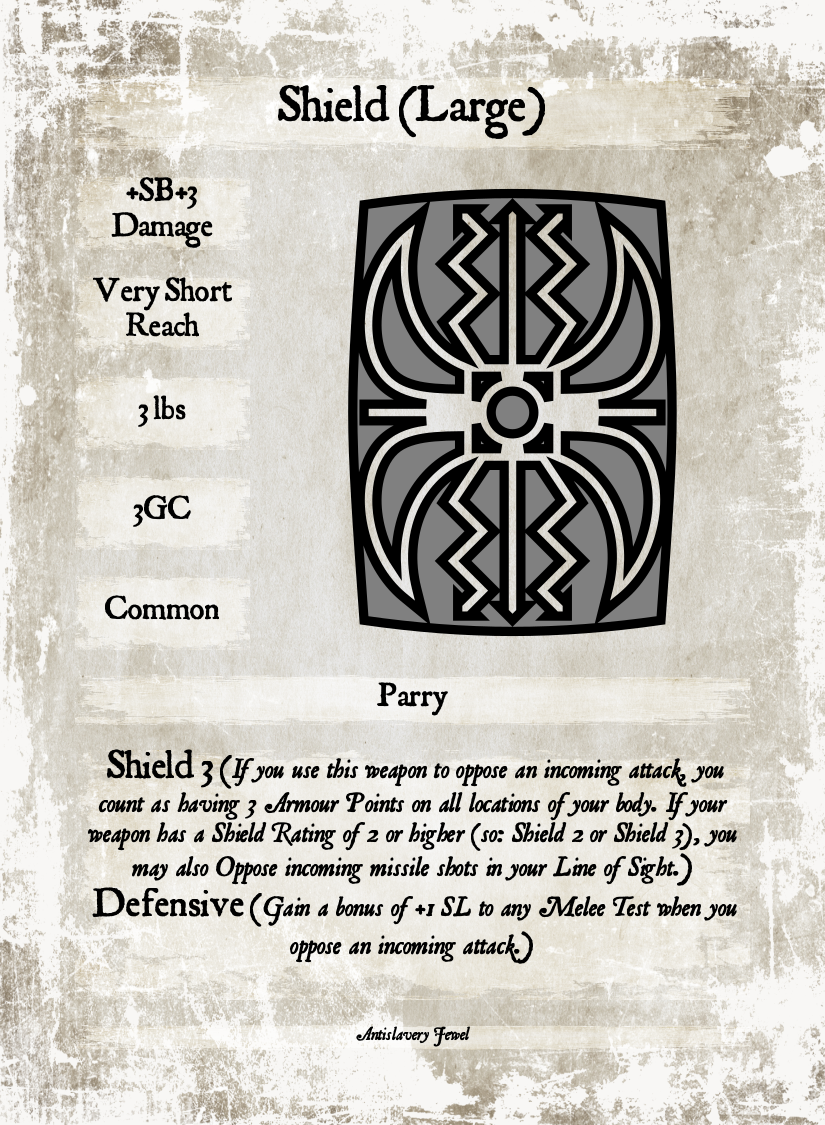 Shield (Large)
+SB+3
Damage
Very Short
Reach
3 lbs
3GC
Common
Parry
Shield 3 (If you use this weapon to oppose an incoming attack, you
count as having 3 Armour Points on all locations of your body. If your
weapon has a Shield Rating of 2 or higher (so: Shield 2 or Shield 3), you
may also Oppose incoming missile shots in your Line of Sight.)
Defensive (Gain a bonus of +1 SL to any Melee Test when you
oppose an incoming attack.)
Antislavery Jewel